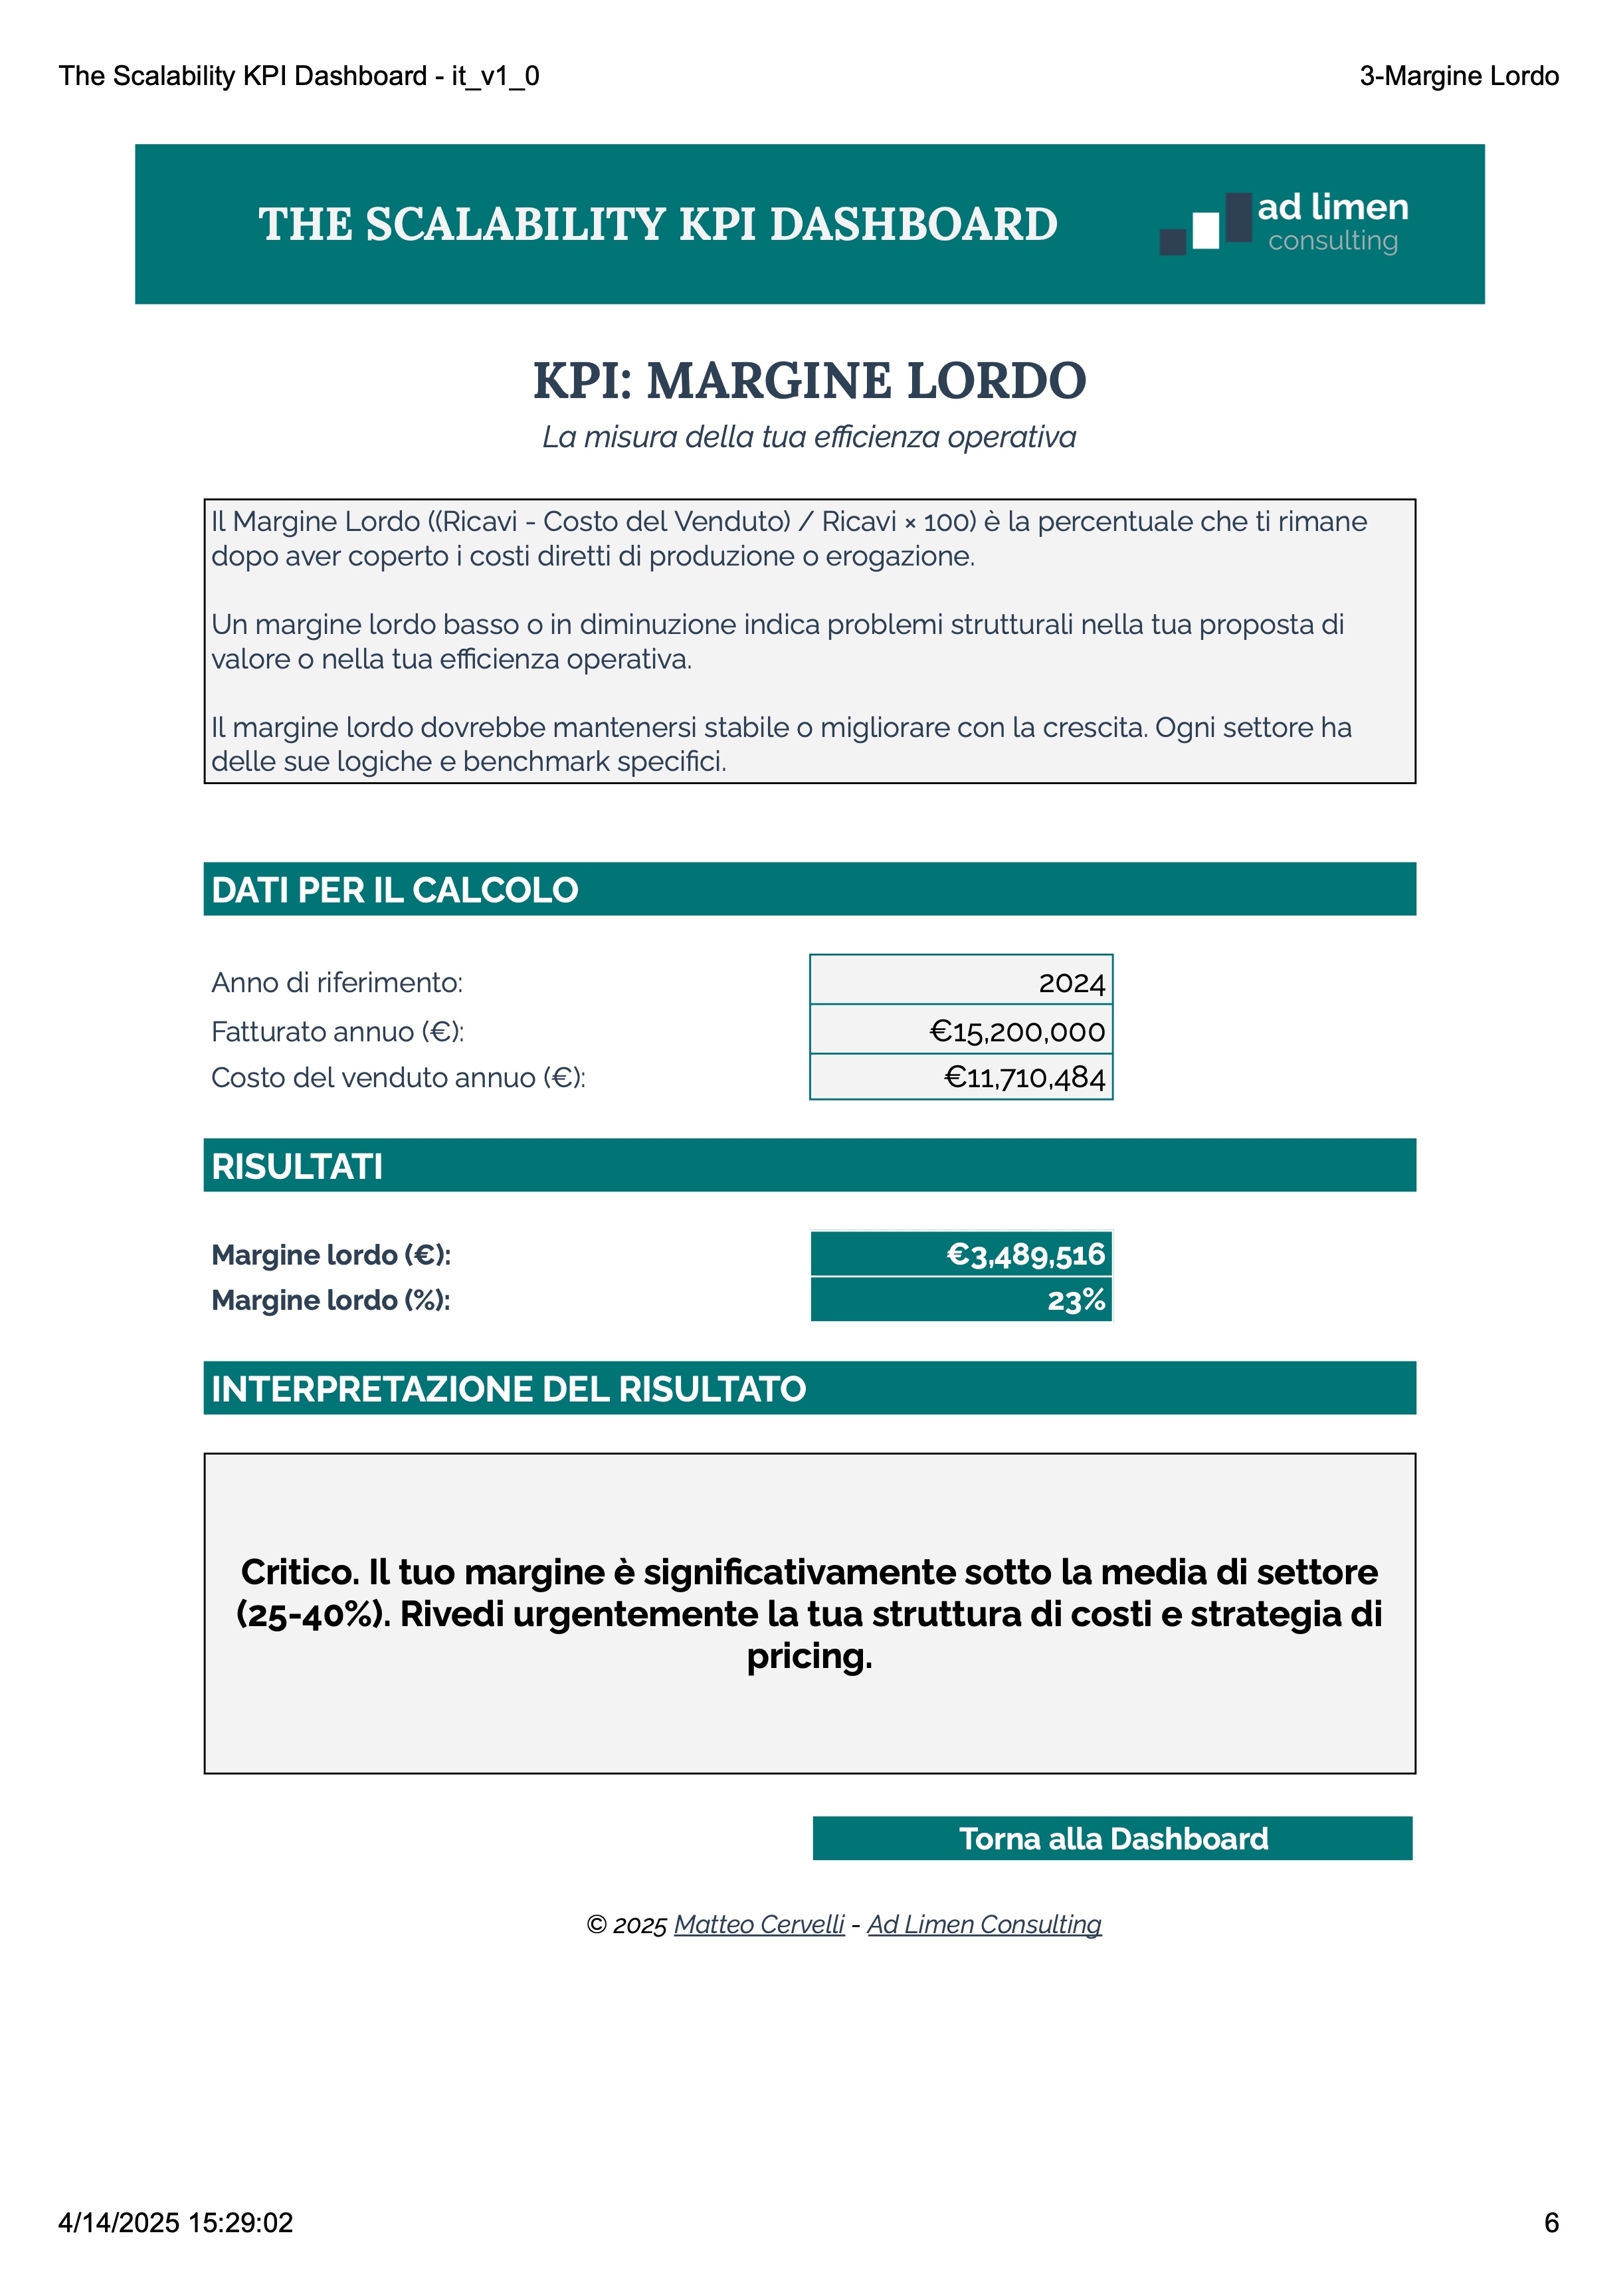 The Scalability KPI Dashboard - it_v1_0
3-Margine Lordo
THE SCALABILITY KPI DASHBOARD
ad limen
consulting
KPI: MARGINE LORDO
La misura della tua efficienza operativa
Il Margine Lordo ((Ricavi - Costo del Venduto) / Ricavi × 100) è la percentuale che ti rimane
dopo aver coperto i costi diretti di produzione o erogazione.
Un margine lordo basso o in diminuzione indica problemi strutturali nella tua proposta di
valore o nella tua efficienza operativa.
Il margine lordo dovrebbe mantenersi stabile o migliorare con la crescita. Ogni settore ha
delle sue logiche e benchmark specifici.
DATI PER IL CALCOLO
Anno di riferimento: 2024
Fatturato annuo (€): €15,200,000
Costo del venduto annuo (€): €11,710,484
RISULTATI
Margine lordo (€): €3,489,516
Margine lordo (%): 23%
INTERPRETAZIONE DEL RISULTATO
Critico. Il tuo margine è significativamente sotto la media di settore
(25-40%). Rivedi urgentemente la tua struttura di costi e strategia di
pricing.
Torna alla Dashboard
© 2025 Matteo Cervelli - Ad Limen Consulting
4/14/2025 15:29:02
6